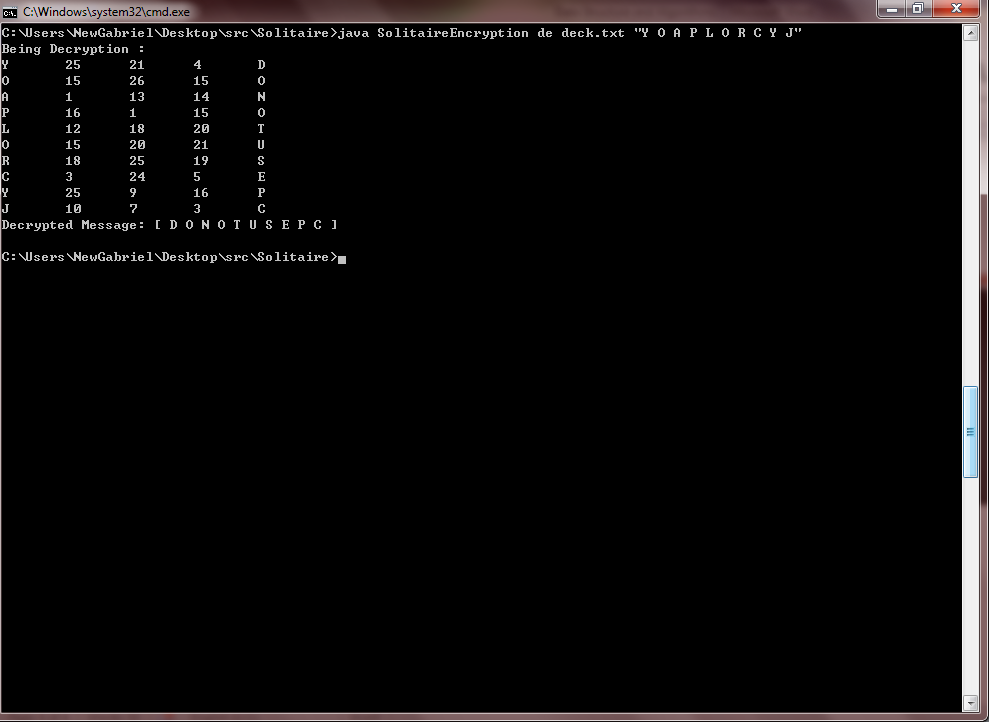 C:\Windows\system32\cmd.exe
C:\Users\NewGabriel\Desktop\src\Solitaire>java SolitaireEncryption de deck.txt "Y O A P L O R C Y J"
Being Decryption :
Y 25 21 4 D
O 15 26 15 O
A 1 13 14 N
P 16 1 15 O
L 12 18 20 T
O 15 20 21 U
R 18 25 19 S
C 3 24 5 E
Y 25 9 16 P
J 10 7 3 C
Decrypted Message: [ D O N O T U S E P C ]
C:\Users\NewGabriel\Desktop\src\Solitaire>